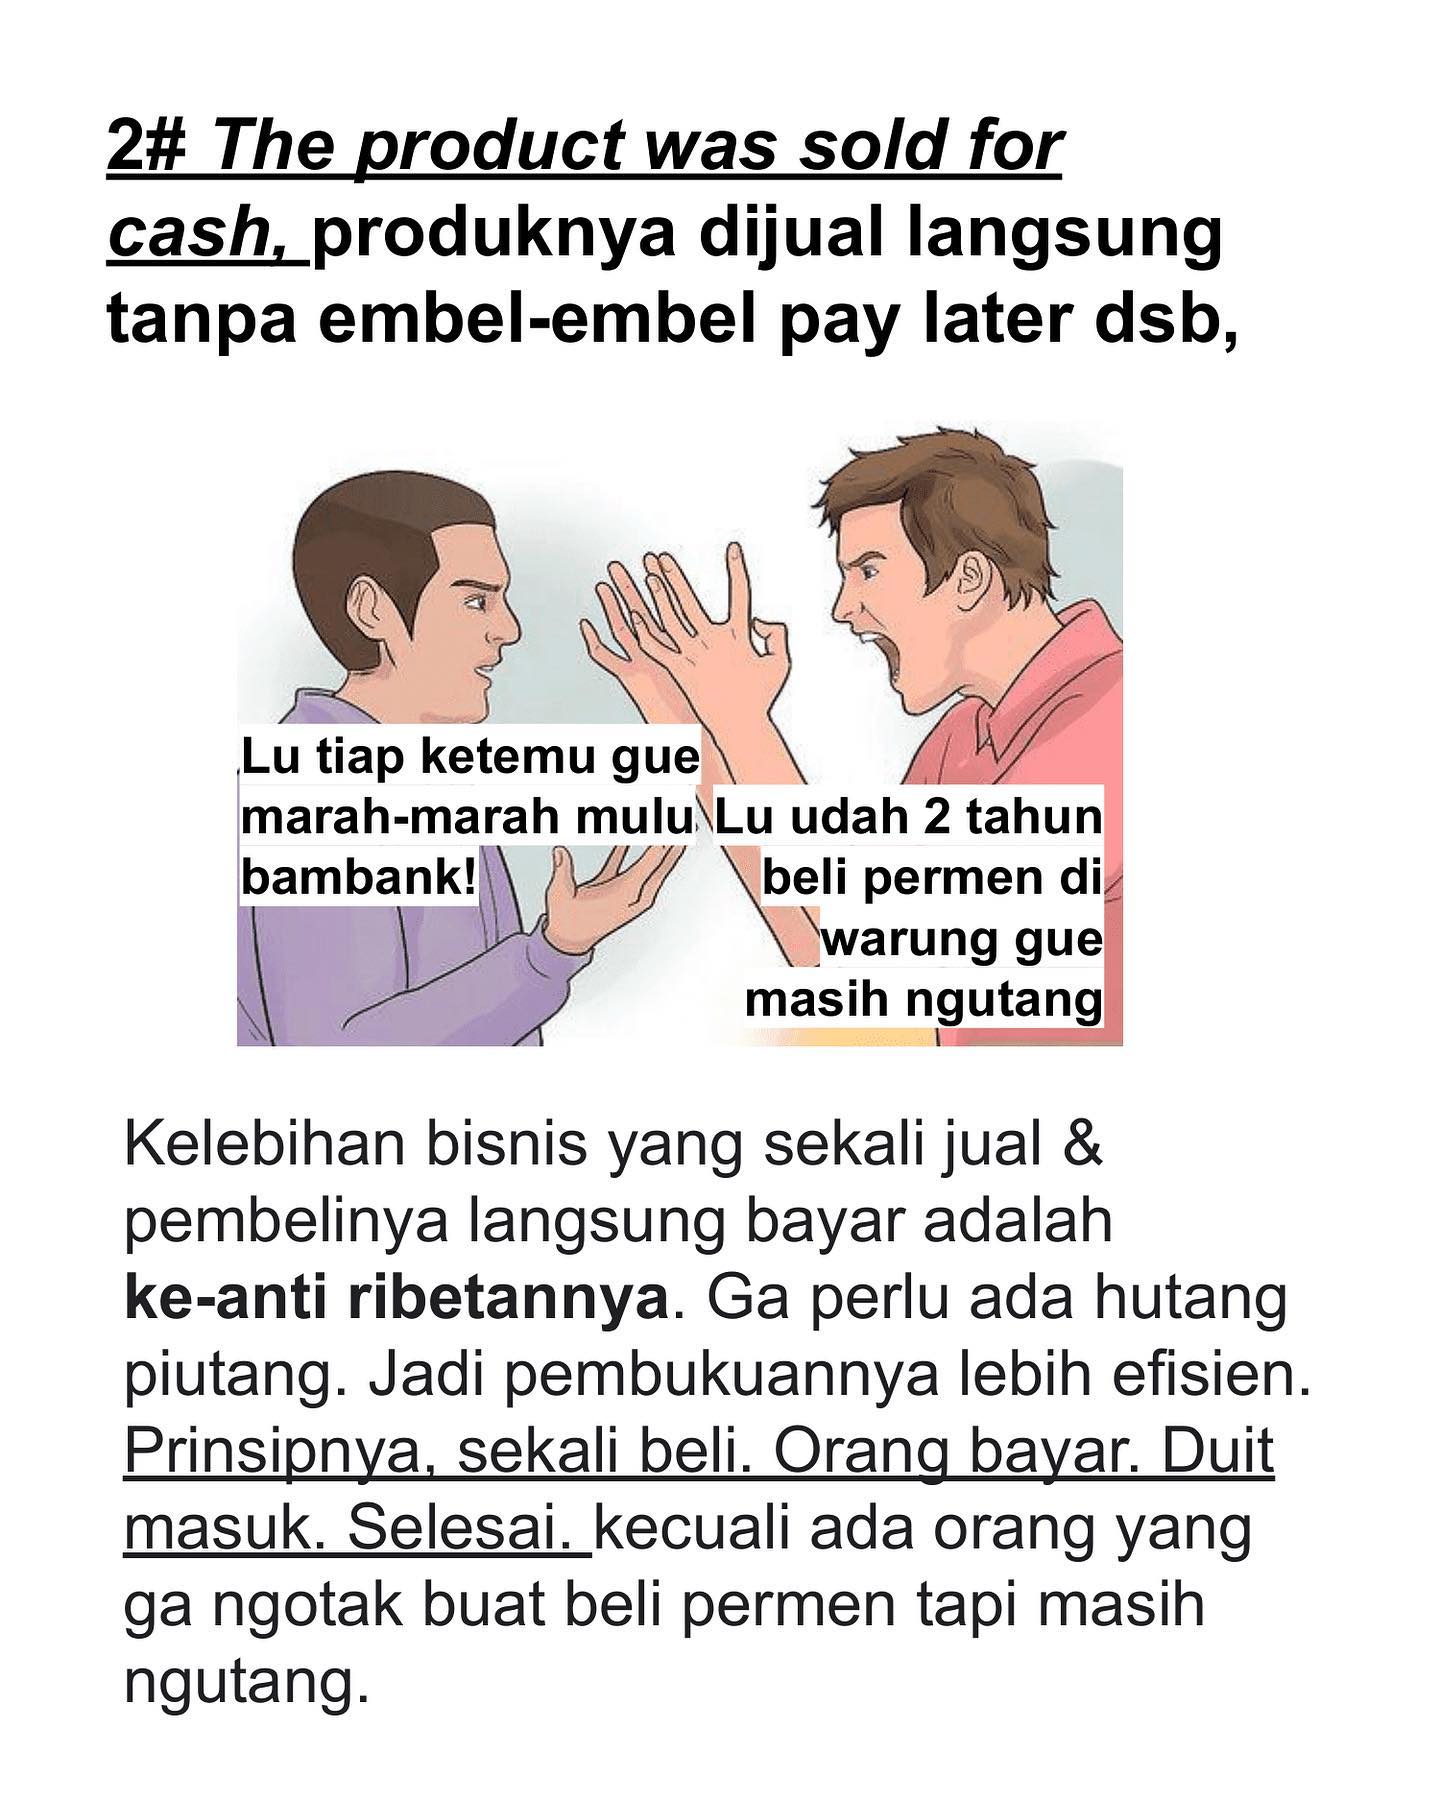 2# The product was sold for
cash, produknya dijual langsung
tanpa embel-embel pay later dsb,
Lu tiap ketemu gue
marah-marah mulu
bambank!
Lu udah 2 tahun
beli permen di
warung gue
masih ngutang
Kelebihan bisnis yang sekali jual &
pembelinya langsung bayar adalah
ke-anti ribetannya. Ga perlu ada hutang
piutang. Jadi pembukuannya lebih efisien.
Prinsipnya, sekali beli. Orang bayar. Duit
masuk. Selesai. kecuali ada orang yang
ga ngotak buat beli permen tapi masih
ngutang.